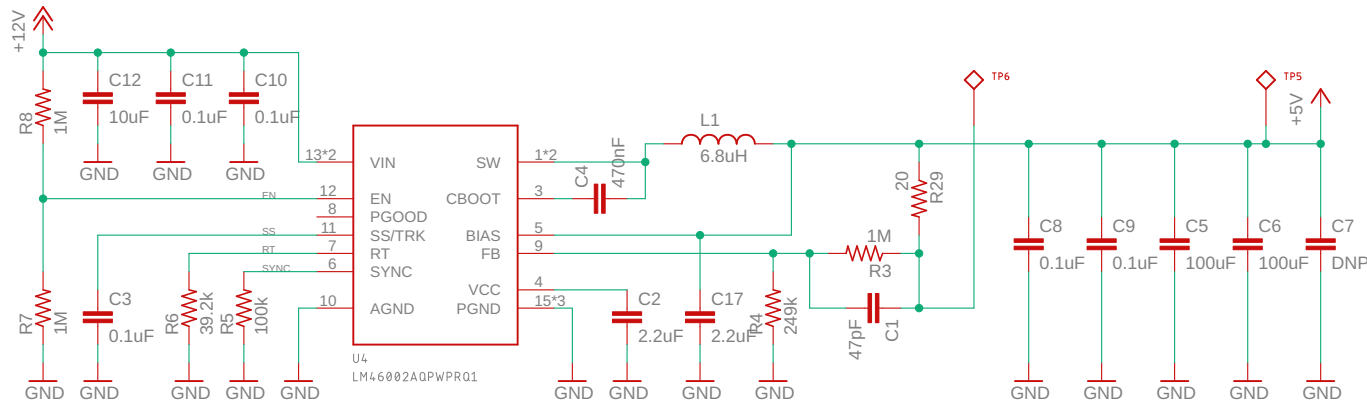 +12V
C12
10uF
C11
0.1uF
C10
0.1uF
R8
1M
GND
GND
GND
TP6
TP5
+5V
L1
6.8uH
C4
470nF
20
R29
13*2
VIN
SW
1*2
EN
12
EN
CBOOT
3
8
PGOOD
SS
11
SS/TRK
BIAS
5
RT
7
RT
FB
9
SYNC
6
SYNC
VCC
4
10
AGND
PGND
15*3
1M
R3
C8
0.1uF
C9
0.1uF
C5
100uF
C6
100uF
C7
DNP
R7
1M
C3
0.1uF
R6
39.2k
R5
100k
C2
2.2uF
C17
2.2uF
R4
249k
47pF
C1
U4
LM46002AQPWPRQ1
GND
GND
GND
GND
GND
GND
GND
GND
GND
GND
GND
GND
GND
GND